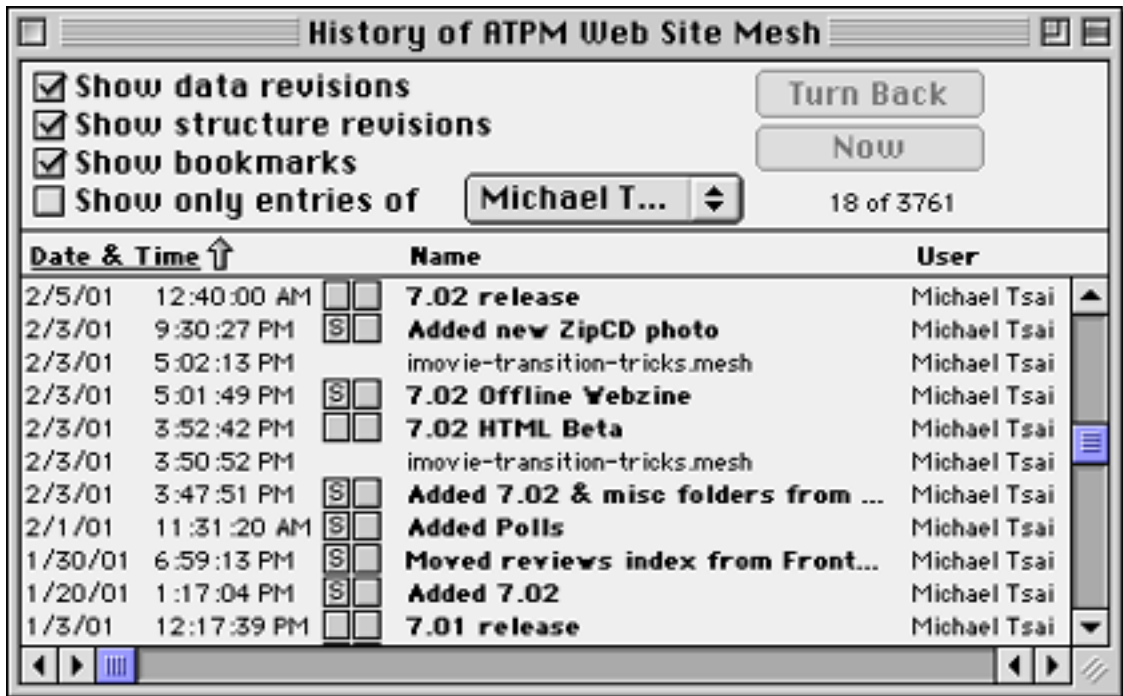 History of ATPM Web Site Mesh
Show data revisions
Turn Back
Show structure revisions
Now
Show bookmarks
Show only entries of Michael T... 18 of 3761
Date & Time Name User
2/5/01 12:40:00 AM 7.02 release Michael Tsai
2/3/01 9:30:27 PM S Added new ZipCD photo Michael Tsai
2/3/01 5:02:13 PM imovie-transition-tricks.mesh Michael Tsai
2/3/01 5:01:49 PM S 7.02 Offline Webzine Michael Tsai
2/3/01 3:52:42 PM 7.02 HTML Beta Michael Tsai
2/3/01 3:50:52 PM imovie-transition-tricks.mesh Michael Tsai
2/3/01 3:47:51 PM S Added 7.02 & misc folders from ... Michael Tsai
2/1/01 11:31:20 AM S Added Polls Michael Tsai
1/30/01 6:59:13 PM S Moved reviews index from Front... Michael Tsai
1/20/01 1:17:04 PM S Added 7.02 Michael Tsai
1/3/01 12:17:39 PM 7.01 release Michael Tsai